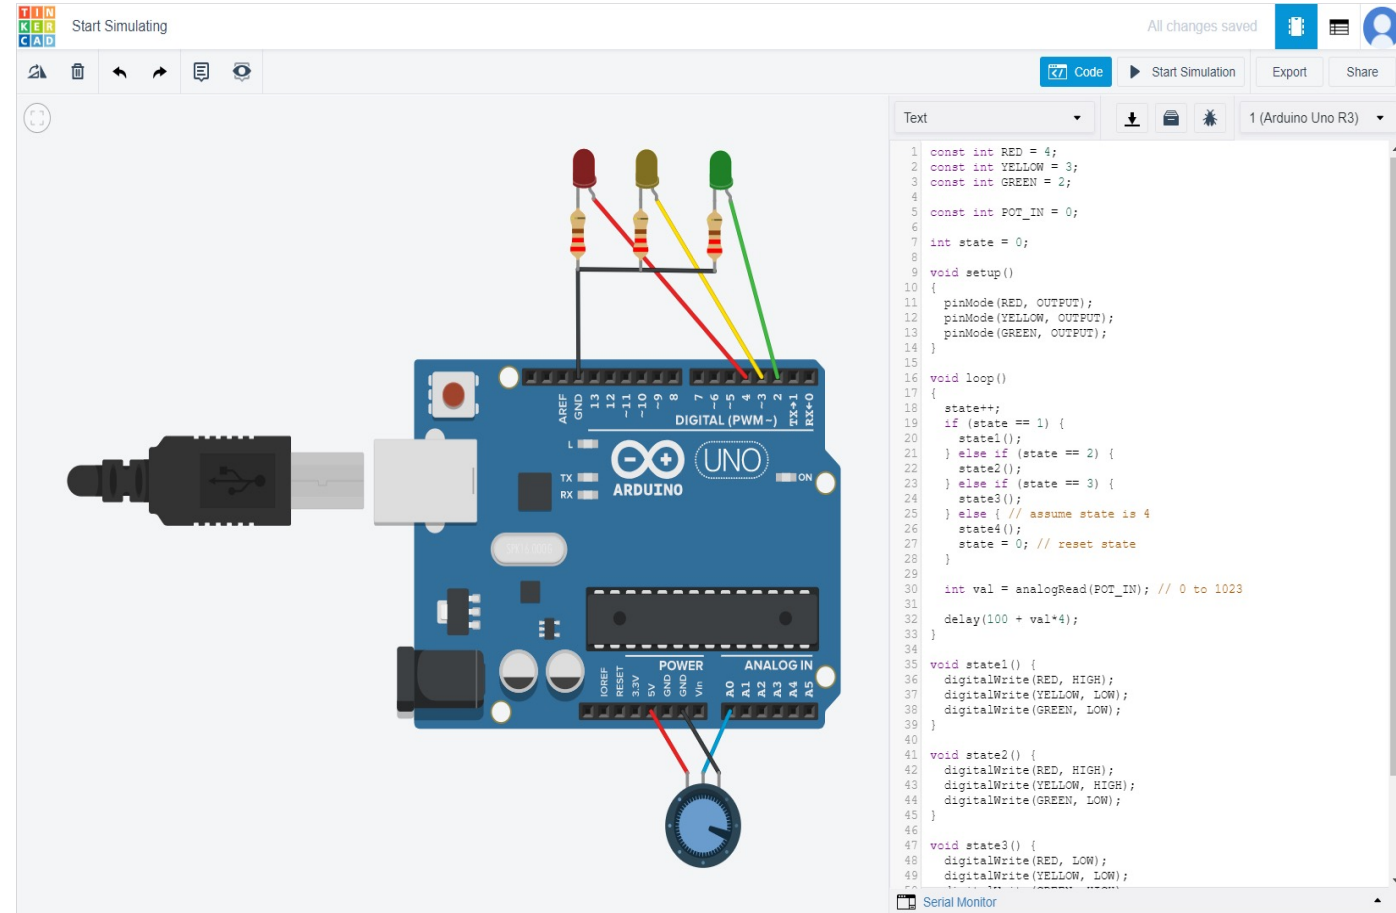 TINKERCAD
Start Simulating
All changes saved
Code
Start Simulation
Export
Share
Text
1 (Arduino Uno R3)
1 const int RED = 4;
2 const int YELLOW = 3;
3 const int GREEN = 2;
4
5 const int POT_IN = 0;
6
7 int state = 0;
8
9 void setup()
10 {
11 pinMode(RED, OUTPUT);
12 pinMode(YELLOW, OUTPUT);
13 pinMode(GREEN, OUTPUT);
14 }
15
16 void loop()
17 {
18 state++;
19 if (state == 1) {
20 state1();
21 } else if (state == 2) {
22 state2();
23 } else if (state == 3) {
24 state3();
25 } else { // assume state is 4
26 state4();
27 state = 0; // reset state
28 }
29
30 int val = analogRead(POT_IN); // 0 to 1023
31
32 delay(100 + val*4);
33 }
34
35 void state1() {
36 digitalWrite(RED, HIGH);
37 digitalWrite(YELLOW, LOW);
38 digitalWrite(GREEN, LOW);
39 }
40
41 void state2() {
42 digitalWrite(RED, HIGH);
43 digitalWrite(YELLOW, HIGH);
44 digitalWrite(GREEN, LOW);
45 }
46
47 void state3() {
48 digitalWrite(RED, LOW);
49 digitalWrite(YELLOW, LOW);
Serial Monitor
AREF
GND
13
12
~11
~10
~9
8
7
~6
~5
4
~3
2
TX→1
RX←0
DIGITAL (PWM~)
L
TX
RX
ARDUINO
UNO
ON
POWER
ANALOG IN
IOREF
RESET
3.3V
5V
GND
GND
Vin
A0
A1
A2
A3
A4
A5